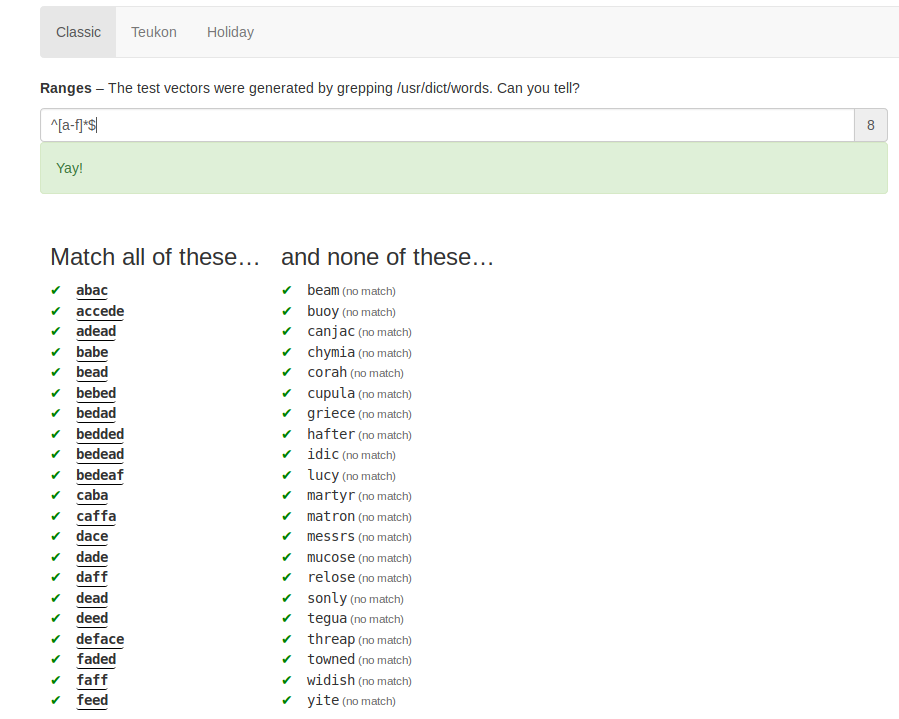 Classic Teukon Holiday
Ranges – The test vectors were generated by grepping /usr/dict/words. Can you tell?
^[a-f]*$ 8
Yay!
Match all of these… and none of these…
✔ abac ✔ beam (no match)
✔ accede ✔ buoy (no match)
✔ adead ✔ canjac (no match)
✔ babe ✔ chymia (no match)
✔ bead ✔ corah (no match)
✔ bebed ✔ cupula (no match)
✔ bedad ✔ griece (no match)
✔ bedded ✔ hafter (no match)
✔ bedead ✔ idic (no match)
✔ bedeaf ✔ lucy (no match)
✔ caba ✔ martyr (no match)
✔ caffa ✔ matron (no match)
✔ dace ✔ messrs (no match)
✔ dade ✔ mucose (no match)
✔ daff ✔ relose (no match)
✔ dead ✔ sonly (no match)
✔ deed ✔ tegua (no match)
✔ deface ✔ threap (no match)
✔ faded ✔ towned (no match)
✔ faff ✔ widish (no match)
✔ feed ✔ yite (no match)